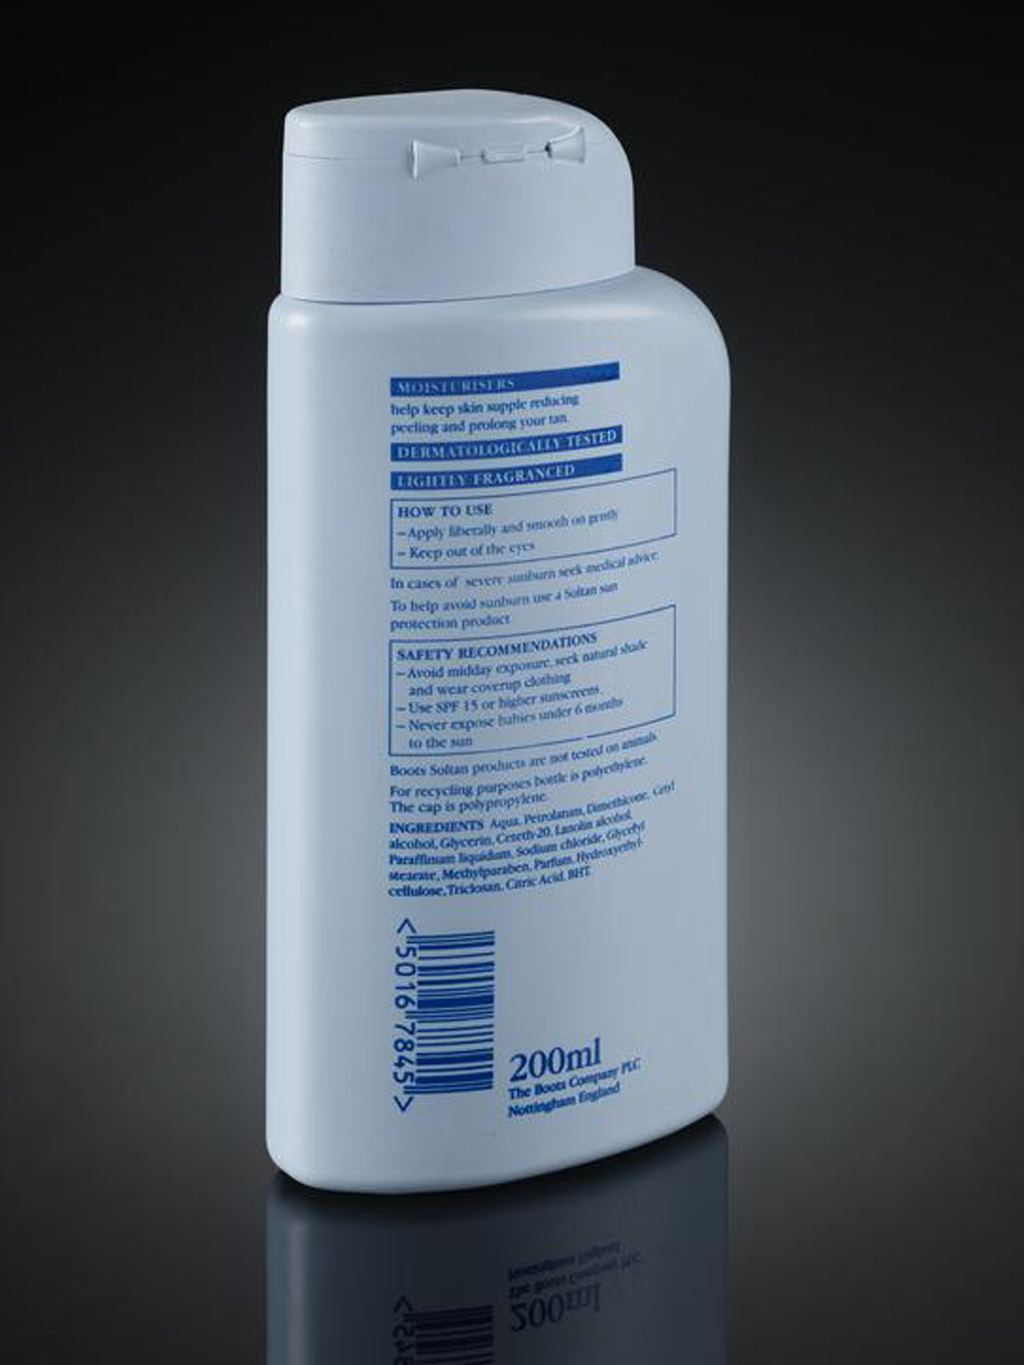 MOISTURISERS
help keep skin supple reducing
peeling and prolong your tan.
DERMATOLOGICALLY TESTED
LIGHTLY FRAGRANCED
HOW TO USE
– Apply liberally and smooth on gently
– Keep out of the eyes
In cases of severe sunburn seek medical advice.
To help avoid sunburn use a Soltan sun
protection product
SAFETY RECOMMENDATIONS
– Avoid midday exposure, seek natural shade
and wear coverup clothing
– Use SPF 15 or higher sunscreens
– Never expose babies under 6 months
to the sun
Boots Soltan products are not tested on animals.
For recycling purposes bottle is polyethylene.
The cap is polypropylene.
INGREDIENTS Aqua, Petrolatum, Dimethicone, Cetyl
alcohol, Glycerin, Ceteth-20, Lanolin alcohol,
Paraffinum liquidum, Sodium chloride, Glyceryl
stearate, Methylparaben, Parfum, Hydroxyethyl-
cellulose, Triclosan, Citric Acid, BHT.
<5016 7845>
200ml
The Boots Company PLC
Nottingham England